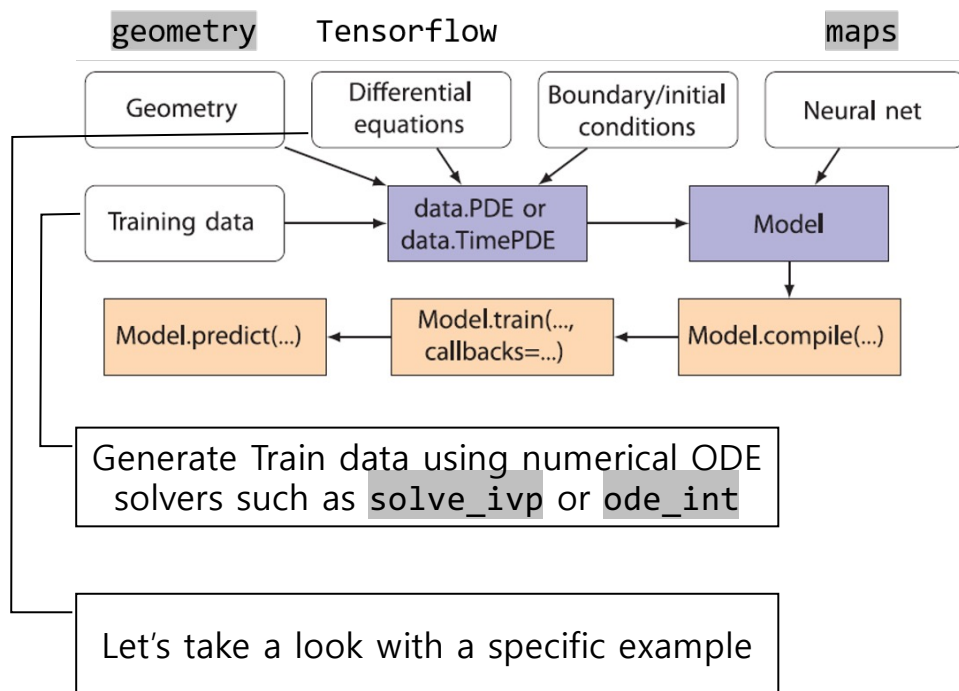 geometry Tensorflow maps
Geometry
Differential
equations
Boundary/initial
conditions
Neural net
Training data
data.PDE or
data.TimePDE
Model
Model.predict(...)
Model.train(...,
callbacks=...)
Model.compile(...)
Generate Train data using numerical ODE
solvers such as solve_ivp or ode_int
Let's take a look with a specific example